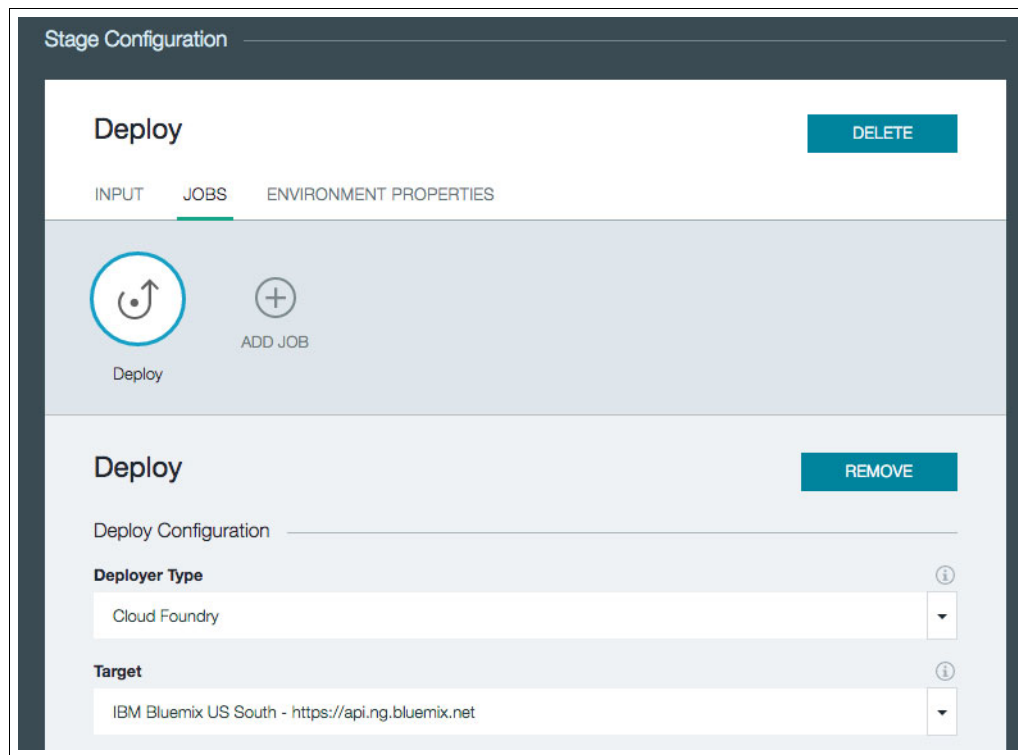 Stage Configuration
Deploy
DELETE
INPUT JOBS ENVIRONMENT PROPERTIES
ADD JOB
Deploy
Deploy
REMOVE
Deploy Configuration
Deployer Type
Cloud Foundry
Target
IBM Bluemix US South - https://api.ng.bluemix.net